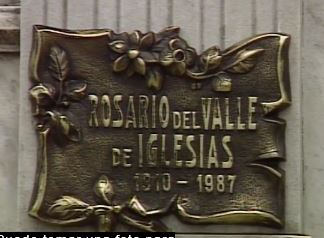 ROSARIO DEL VALLE
DE IGLESIAS
1910 - 1987